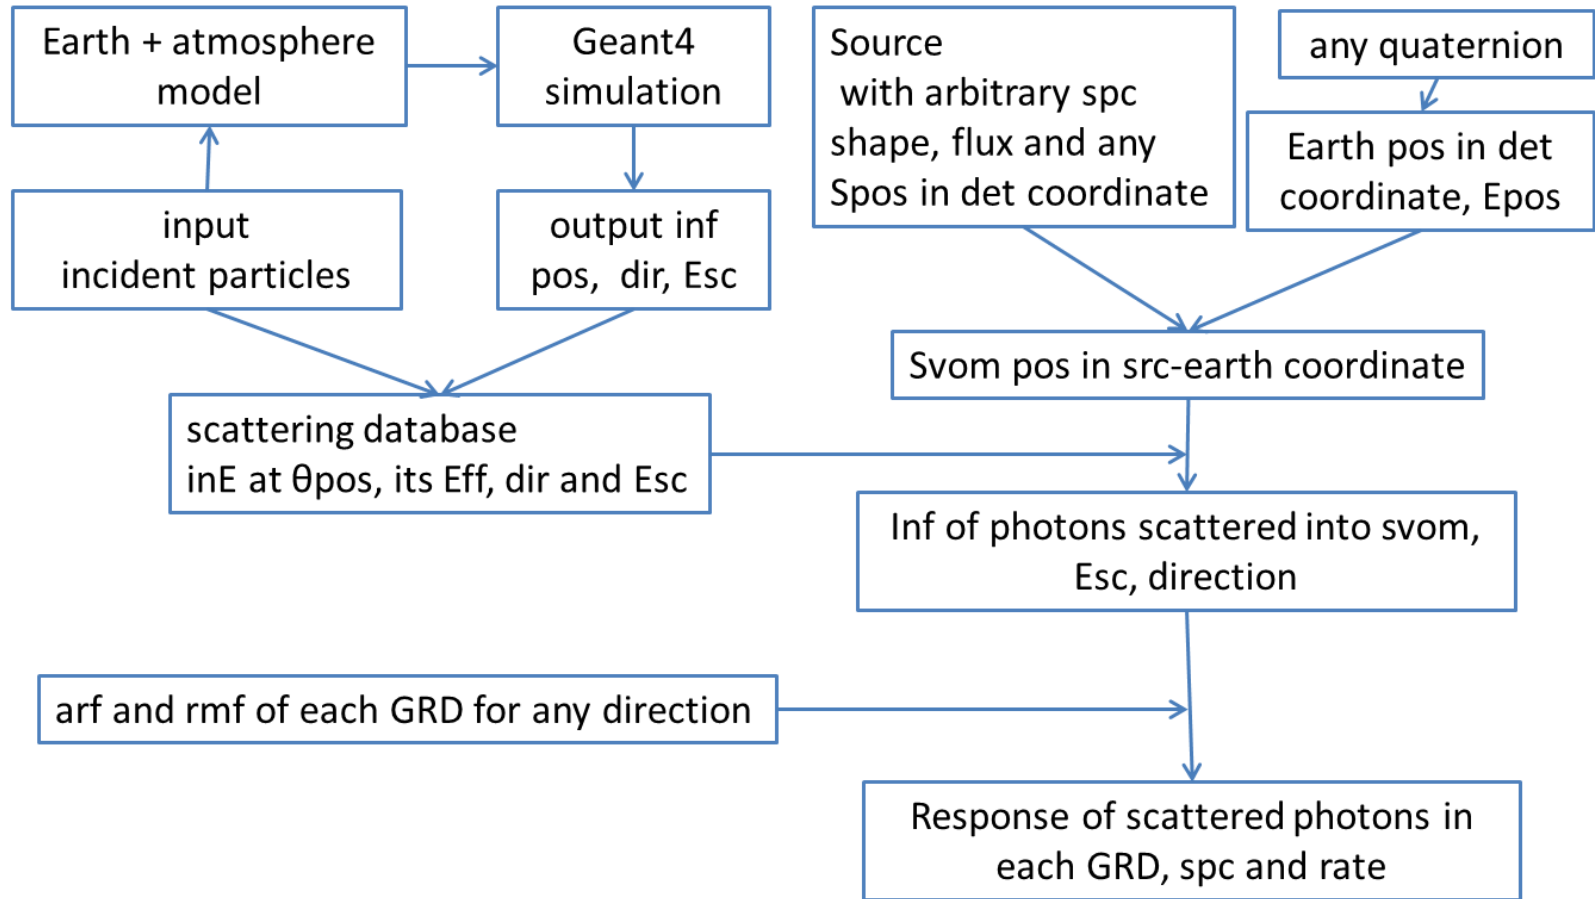 Earth + atmosphere
model
Geant4
simulation
Source
with arbitrary spc
shape, flux and any
Spos in det coordinate
any quaternion
Earth pos in det
coordinate, Epos
input
incident particles
output inf
pos, dir, Esc
Svom pos in src-earth coordinate
scattering database
inE at θpos, its Eff, dir and Esc
Inf of photons scattered into svom,
Esc, direction
arf and rmf of each GRD for any direction
Response of scattered photons in
each GRD, spc and rate